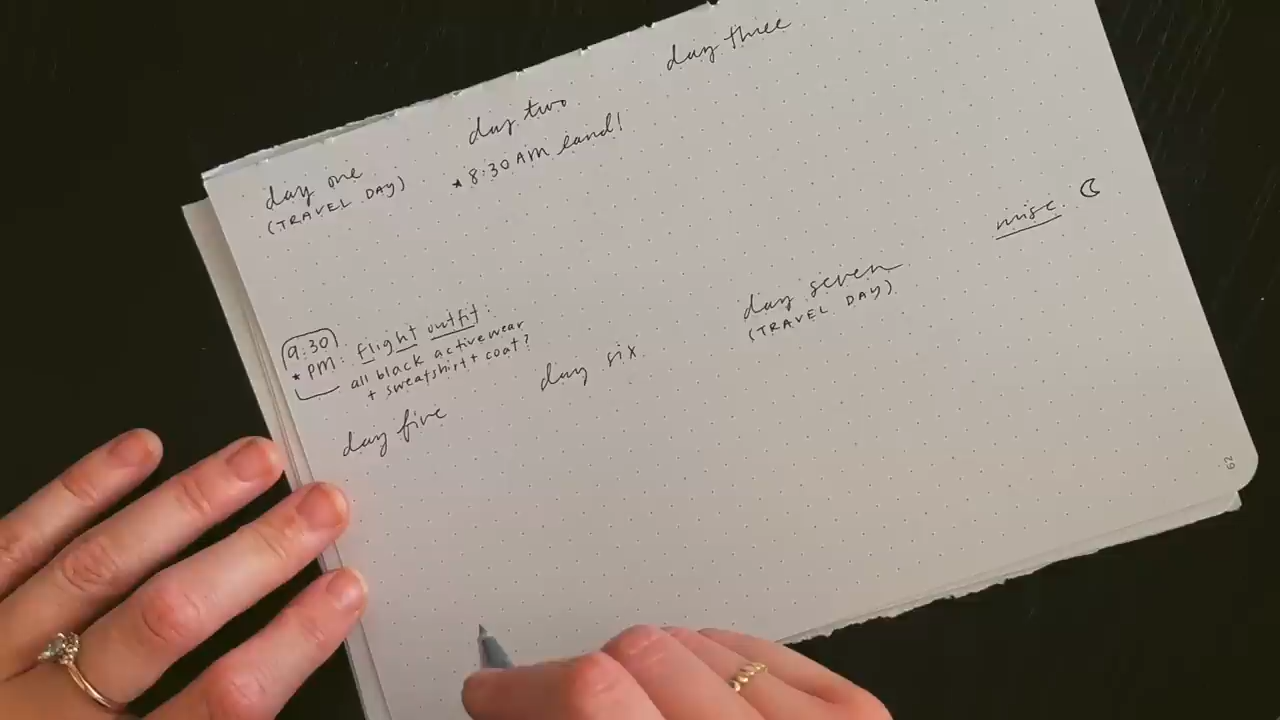 day one
(TRAVEL DAY)
9:30
* PM: flight outfit:
all black activewear
+ sweatshirt + coat?
day two
* 8:30 AM land!
day three
day five
day six
day seven
(TRAVEL DAY)
misc.
62